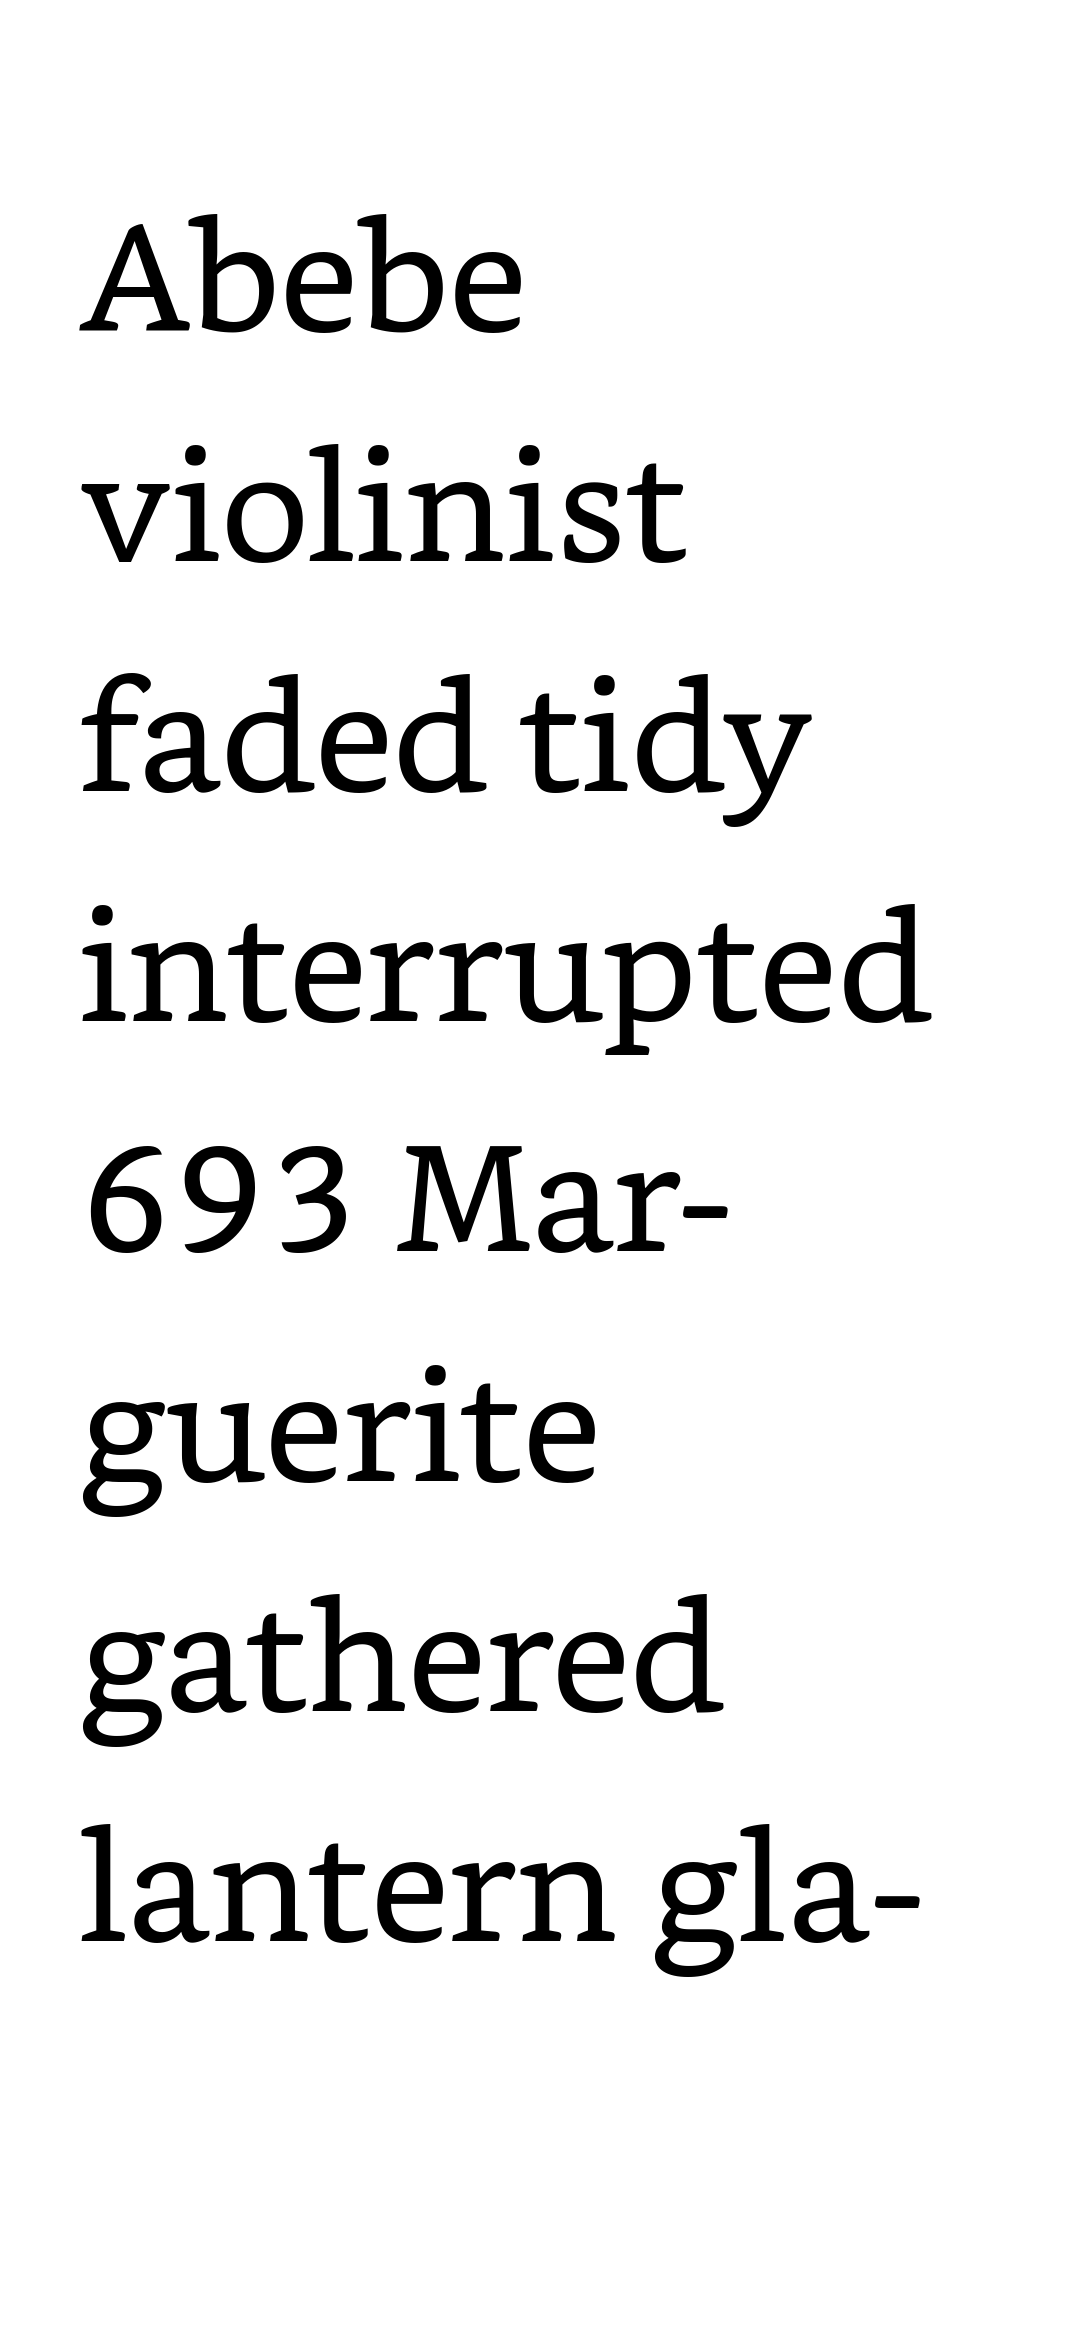 Abebe
violinist
faded tidy
interrupted
693 Mar-
guerite
gathered
lantern gla-